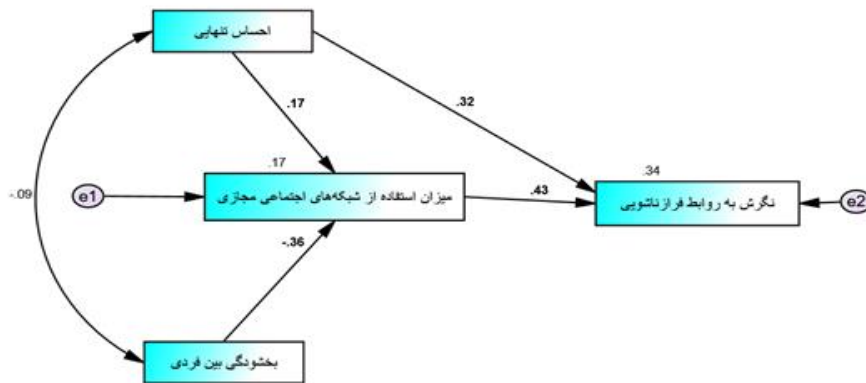 احساس تنهایی
.17
.32
-.09
.17
.34
e1
میزان استفاده از شبکه‌های اجتماعی مجازی
.43
نگرش به روابط فرازناشویی
e2
-.36
بخشودگی بین فردی